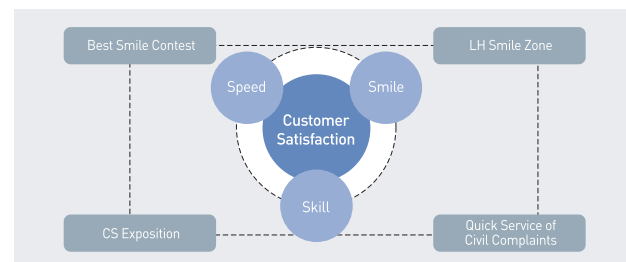 Best Smile Contest
LH Smile Zone
Speed
Smile
Customer
Satisfaction
Skill
CS Exposition
Quick Service of
Civil Complaints